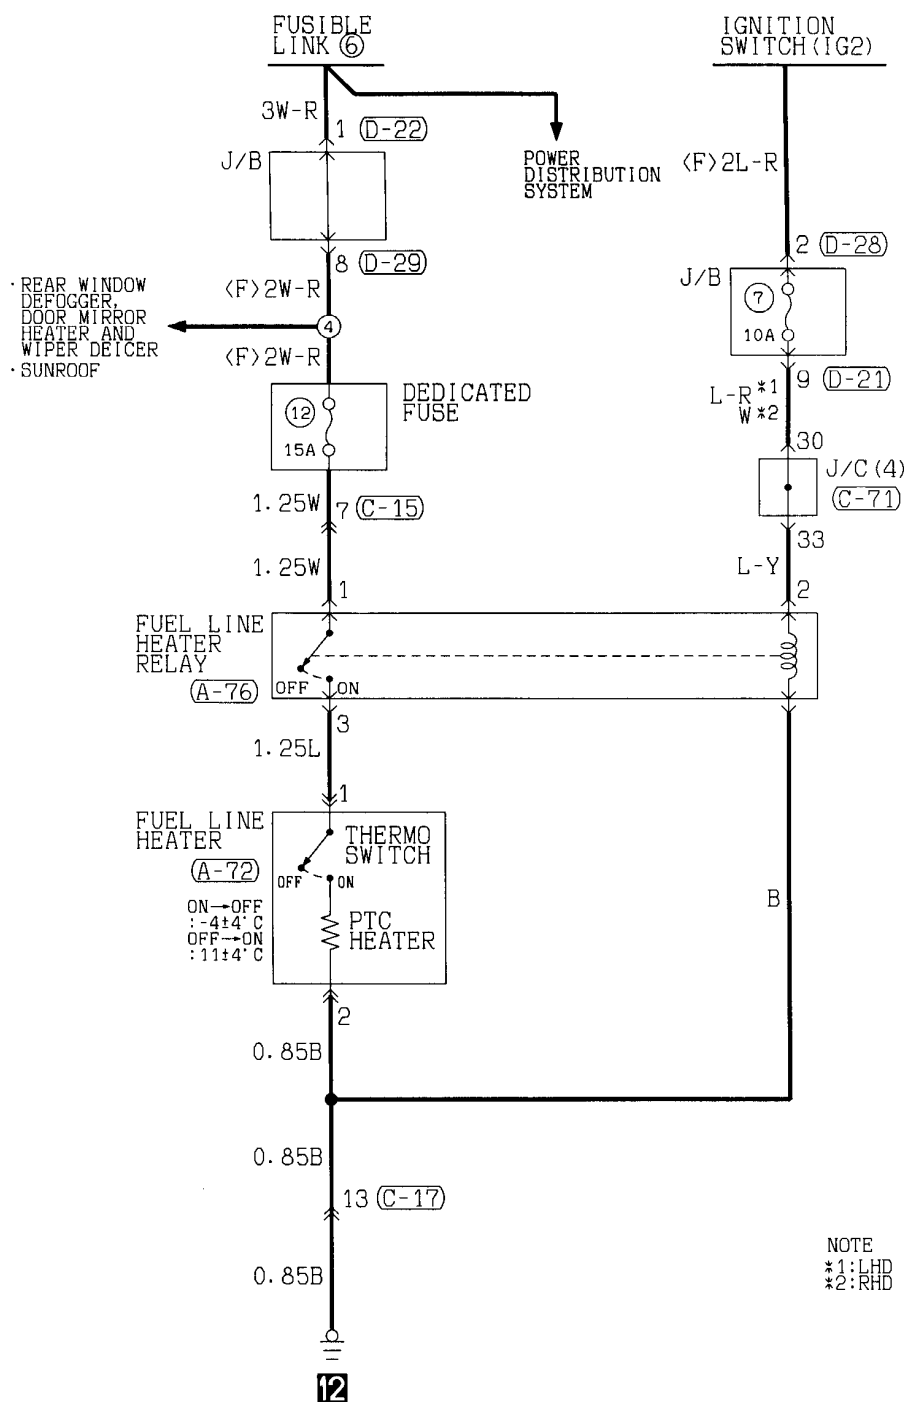 FUSIBLE
LINK ⑥
IGNITION
SWITCH (IG2)
3W-R
1 (D-22)
J/B
POWER
DISTRIBUTION
SYSTEM
<F>2L-R
8 (D-29)
<F>2W-R
2 (D-28)
J/B
⑦
10A
·REAR WINDOW
DEFOGGER,
DOOR MIRROR
HEATER AND
WIPER DEICER
·SUNROOF
④
<F>2W-R
9 (D-21)
L-R*1
W*2
DEDICATED
FUSE
⑫
15A
30
J/C (4)
(C-71)
1.25W
7 (C-15)
33
L-Y
1.25W
1
2
FUEL LINE
HEATER
RELAY
(A-76)
OFF
ON
3
1.25L
1
FUEL LINE
HEATER
(A-72)
THERMO
SWITCH
OFF
ON
ON→OFF
:-4±4°C
OFF→ON
:11±4°C
PTC
HEATER
B
2
0.85B
0.85B
13 (C-17)
0.85B
NOTE
*1:LHD
*2:RHD
12